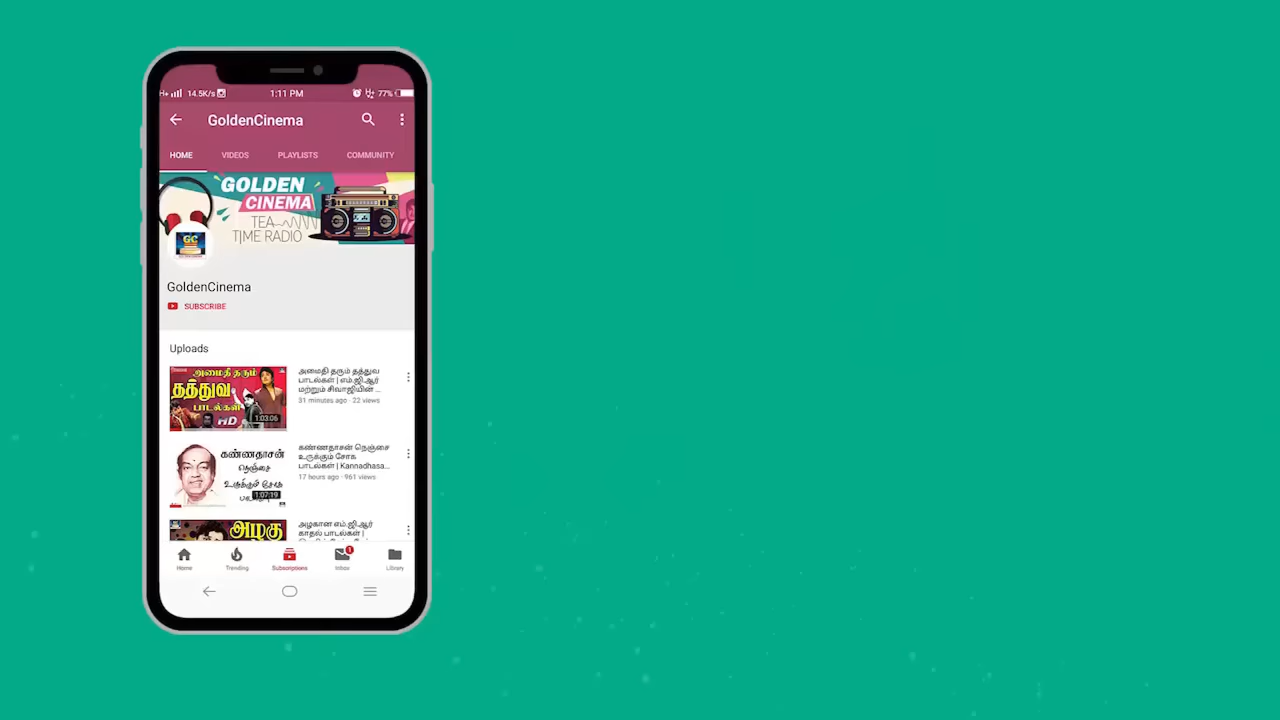 H+ 14.5K/s 1:11 PM 77%
GoldenCinema
HOME VIDEOS PLAYLISTS COMMUNITY
GOLDEN
CINEMA
TEA
TIME RADIO
GC
GoldenCinema
SUBSCRIBE
Uploads
அமைதி தரும்
தத்துவ
பாடல்கள்
HD
1:03:06
அமைதி தரும் தத்துவ
பாடல்கள் | எம்.ஜி.ஆர்
மற்றும் சிவாஜியின் ...
31 minutes ago · 22 views
கண்ணதாசன்
நெஞ்சை
உருக்கும் சோக
1:07:19
கண்ணதாசன் நெஞ்சை
உருக்கும் சோக
பாடல்கள் | Kannadhasa...
17 hours ago · 961 views
அழகு
அழகான எம்.ஜி.ஆர்
காதல் பாடல்கள் |
Home Trending Subscriptions Inbox 1 Library